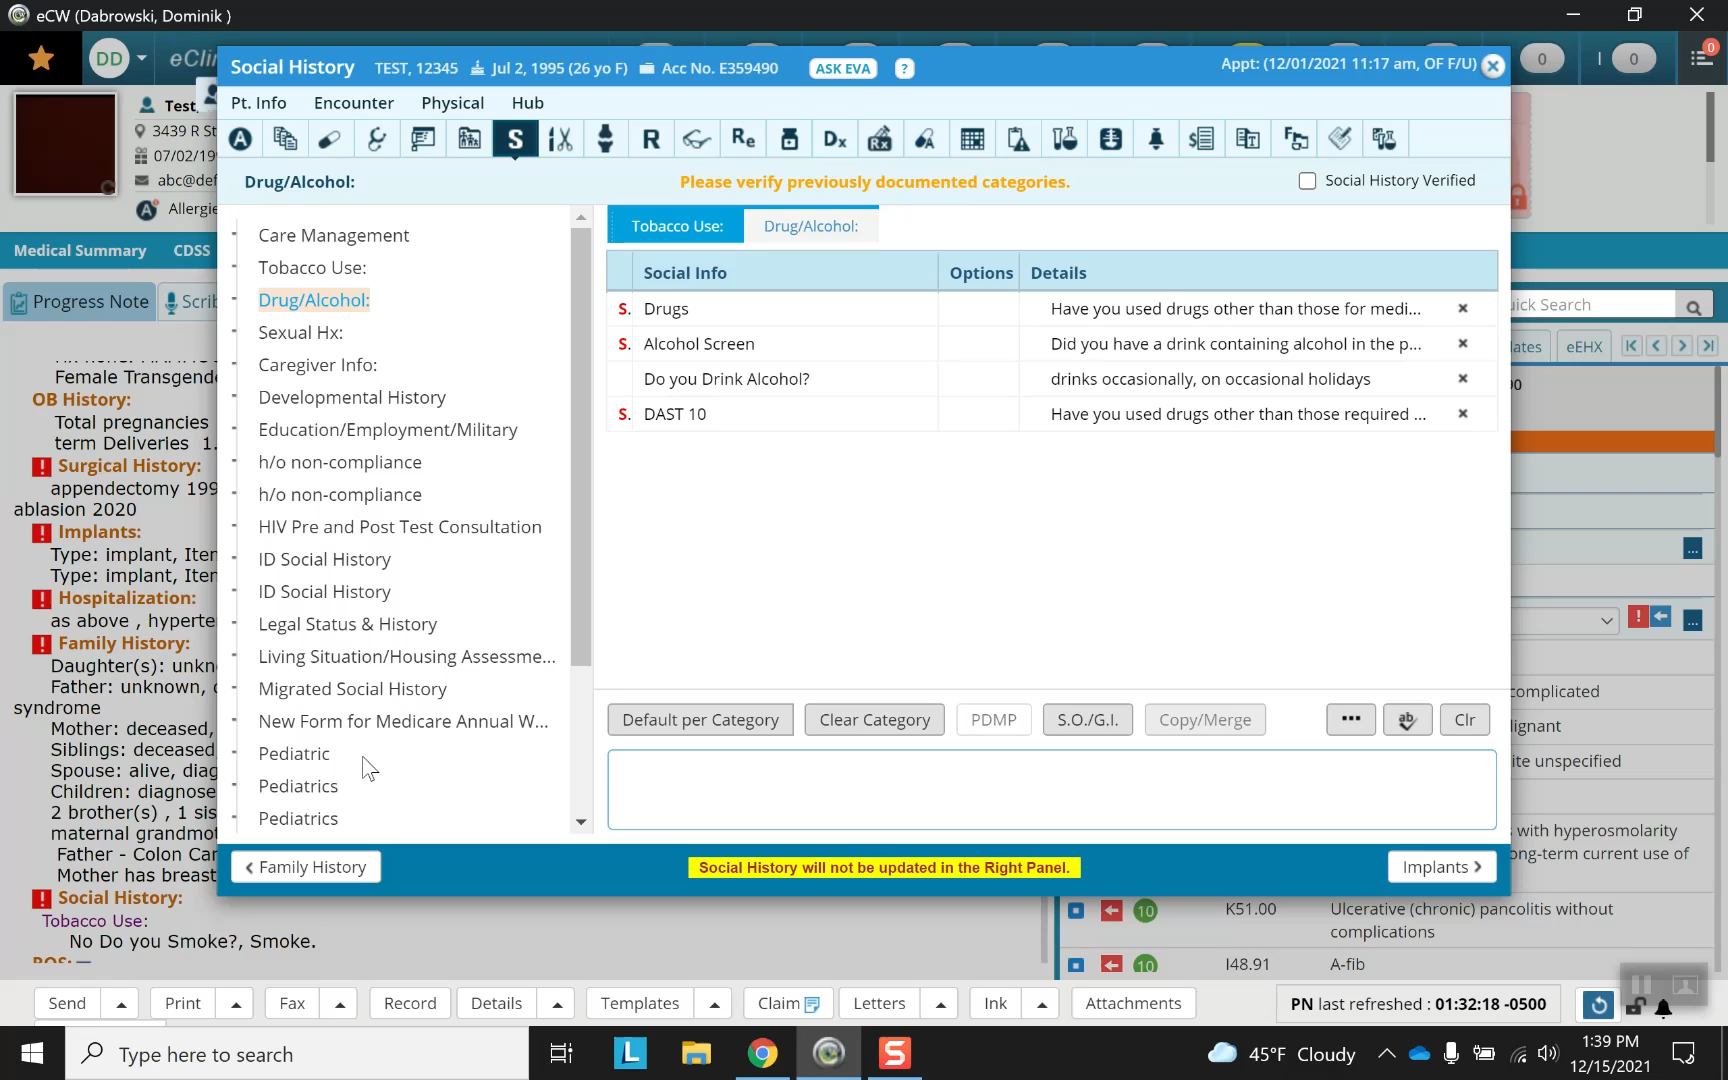 eCW (Dabrowski, Dominik )
DD
Social History TEST, 12345 Jul 2, 1995 (26 yo F) Acc No. E359490 ASK EVA ? Appt: (12/01/2021 11:17 am, OF F/U)
0
0
0
Pt. Info Encounter Physical Hub
Test,
3439 R St
07/02/19
abc@def
Allergie
S R Re Dx Rx
Drug/Alcohol: Please verify previously documented categories. Social History Verified
Medical Summary CDSS
Progress Note
Care Management
Tobacco Use:
Drug/Alcohol:
Sexual Hx:
Caregiver Info:
Developmental History
Education/Employment/Military
h/o non-compliance
h/o non-compliance
HIV Pre and Post Test Consultation
ID Social History
ID Social History
Legal Status & History
Living Situation/Housing Assessme...
Migrated Social History
New Form for Medicare Annual W...
Pediatric
Pediatrics
Pediatrics
Tobacco Use: Drug/Alcohol:
Social Info Options Details
S. Drugs Have you used drugs other than those for medi...
S. Alcohol Screen Did you have a drink containing alcohol in the p...
Do you Drink Alcohol? drinks occasionally, on occasional holidays
S. DAST 10 Have you used drugs other than those required ...
Default per Category Clear Category PDMP S.O./G.I. Copy/Merge ... ab Clr
Family History Social History will not be updated in the Right Panel. Implants
Female Transgende
OB History:
Total pregnancies
term Deliveries 1.
Surgical History:
appendectomy 199
ablasion 2020
Implants:
Type: implant, Iter
Type: implant, Iter
Hospitalization:
as above , hyperte
Family History:
Daughter(s): unkn
Father: unknown, 
syndrome
Mother: deceased,
Siblings: deceased
Spouse: alive, diag
Children: diagnose
2 brother(s) , 1 sis
maternal grandmot
Father - Colon Car
Mother has breast
Social History:
Tobacco Use:
No Do you Smoke?, Smoke.
ROS:
uick Search
lates eEHX
omplicated
lignant
ite unspecified
with hyperosmolarity
ong-term current use of
10 K51.00 Ulcerative (chronic) pancolitis without
complications
10 I48.91 A-fib
Send Print Fax Record Details Templates Claim Letters Ink Attachments PN last refreshed : 01:32:18 -0500
Type here to search
L
S
45°F Cloudy
1:39 PM
12/15/2021